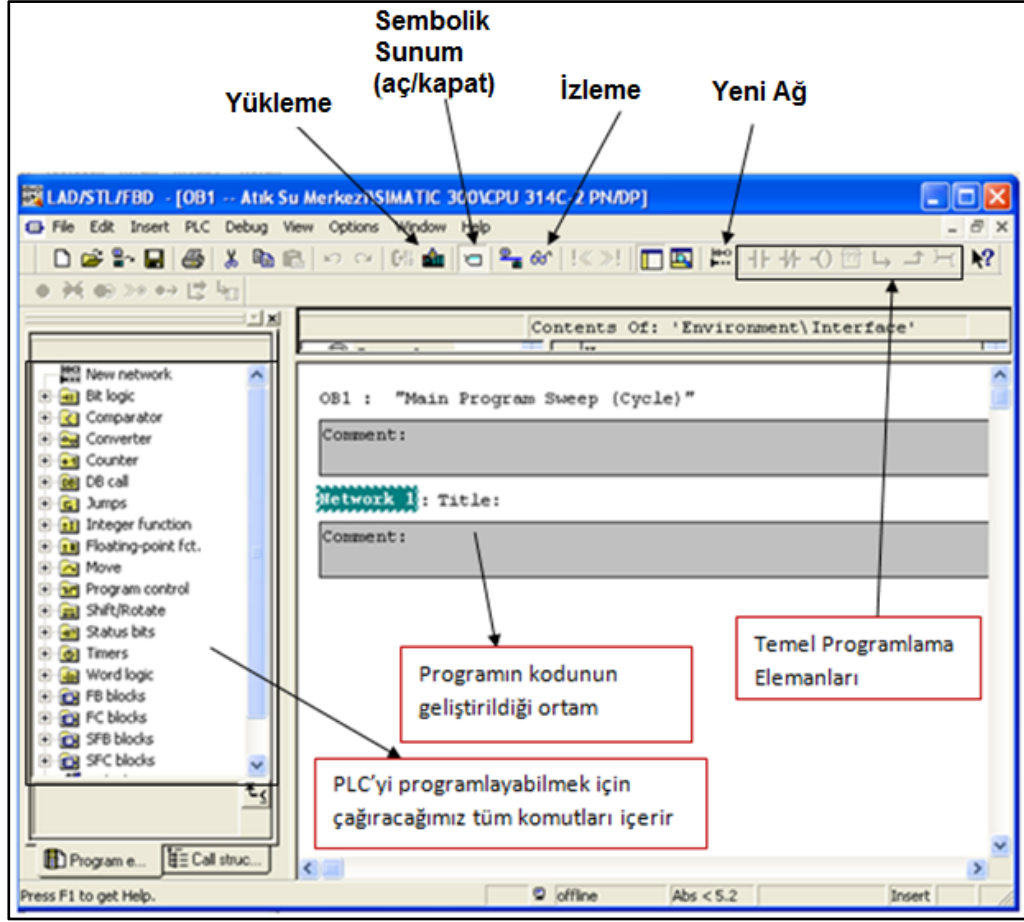 Sembolik
Sunum
(aç/kapat)
Yükleme
İzleme
Yeni Ağ
LAD/STL/FBD - [OB1 -- Atık Su Merkezi\SIMATIC 300\CPU 314C-2 PN/DP]
File Edit Insert PLC Debug View Options Window Help
Contents Of: 'Environment\Interface'
New network
Bit logic
Comparator
Converter
Counter
DB call
Jumps
Integer function
Floating-point fct.
Move
Program control
Shift/Rotate
Status bits
Timers
Word logic
FB blocks
FC blocks
SFB blocks
SFC blocks
OB1 : "Main Program Sweep (Cycle)"
Comment:
Network 1: Title:
Comment:
Temel Programlama
Elemanları
Programın kodunun
geliştirildiği ortam
PLC'yi programlayabilmek için
çağıracağımız tüm komutları içerir
Program e...
Call struc...
Press F1 to get Help.
offline
Abs < 5.2
Insert